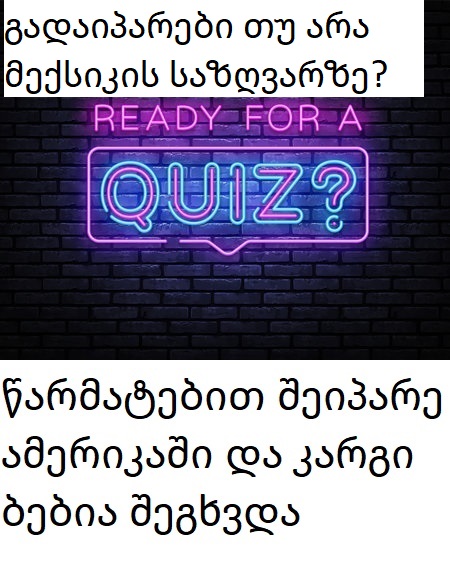 გადაიპარები თუ არა
მექსიკის საზღვარზე?
READY FOR A
QUIZ?
წარმატებით შეიპარე
ამერიკაში და კარგი
ბებია შეგხვდა